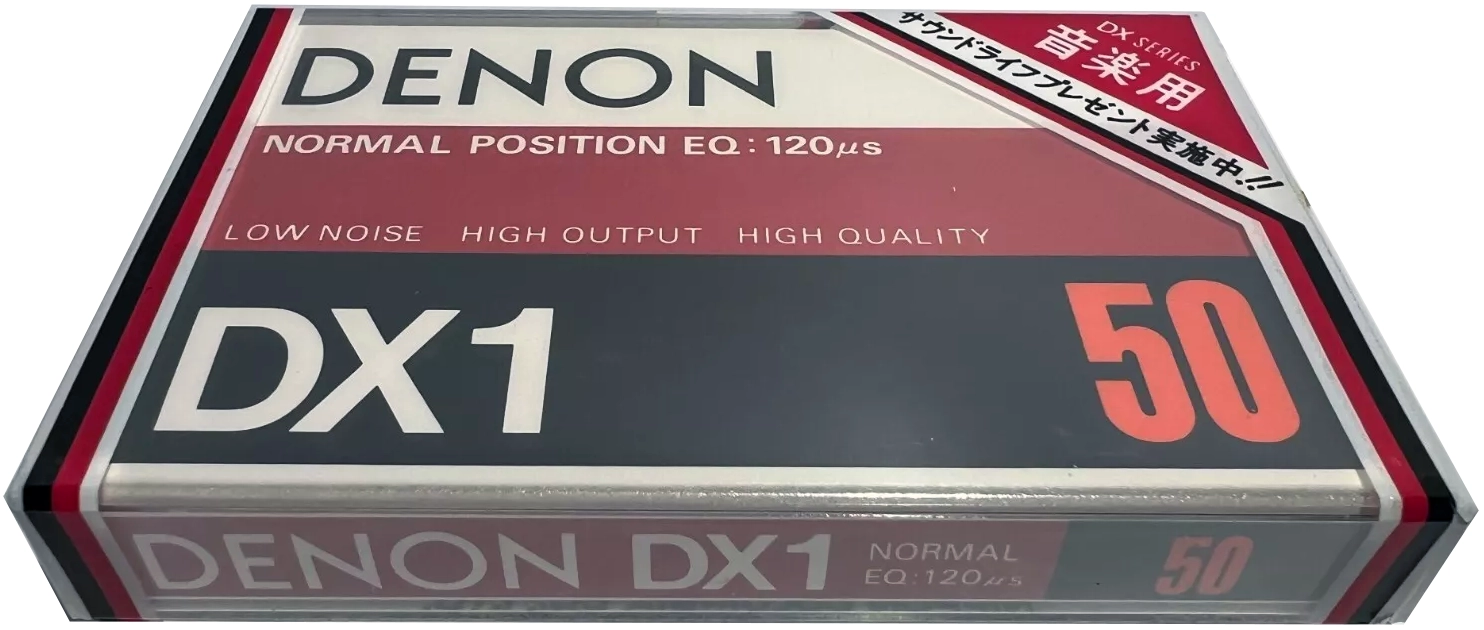 DENON
NORMAL POSITION EQ : 120μs
LOW NOISE HIGH OUTPUT HIGH QUALITY
DX1
50
DX SERIES
音楽用
サウンドライフプレゼント実施中!!
DENON DX1
NORMAL
EQ : 120μs
50